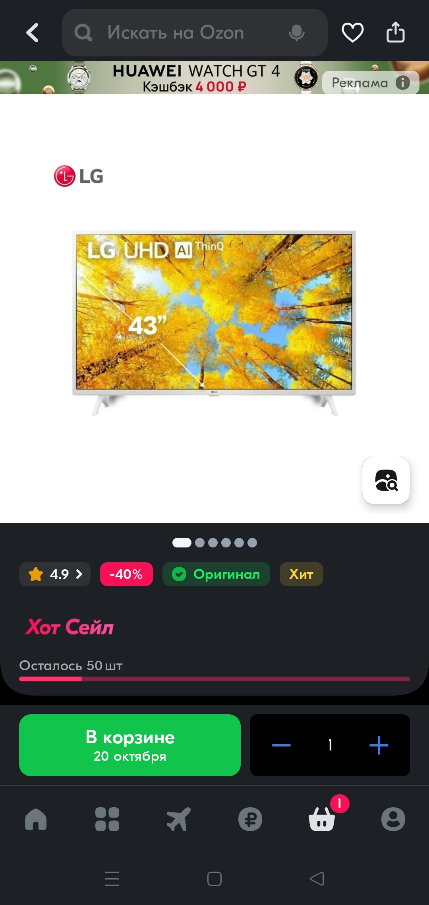 Искать на Ozon
HUAWEI WATCH GT 4
Кэшбэк 4 000 ₽
Реклама
LG
LG UHD AI ThinQ
43”
4.9
-40%
Оригинал
Хит
Хот Сейл
Осталось 50 шт
В корзине
20 октября
1
1